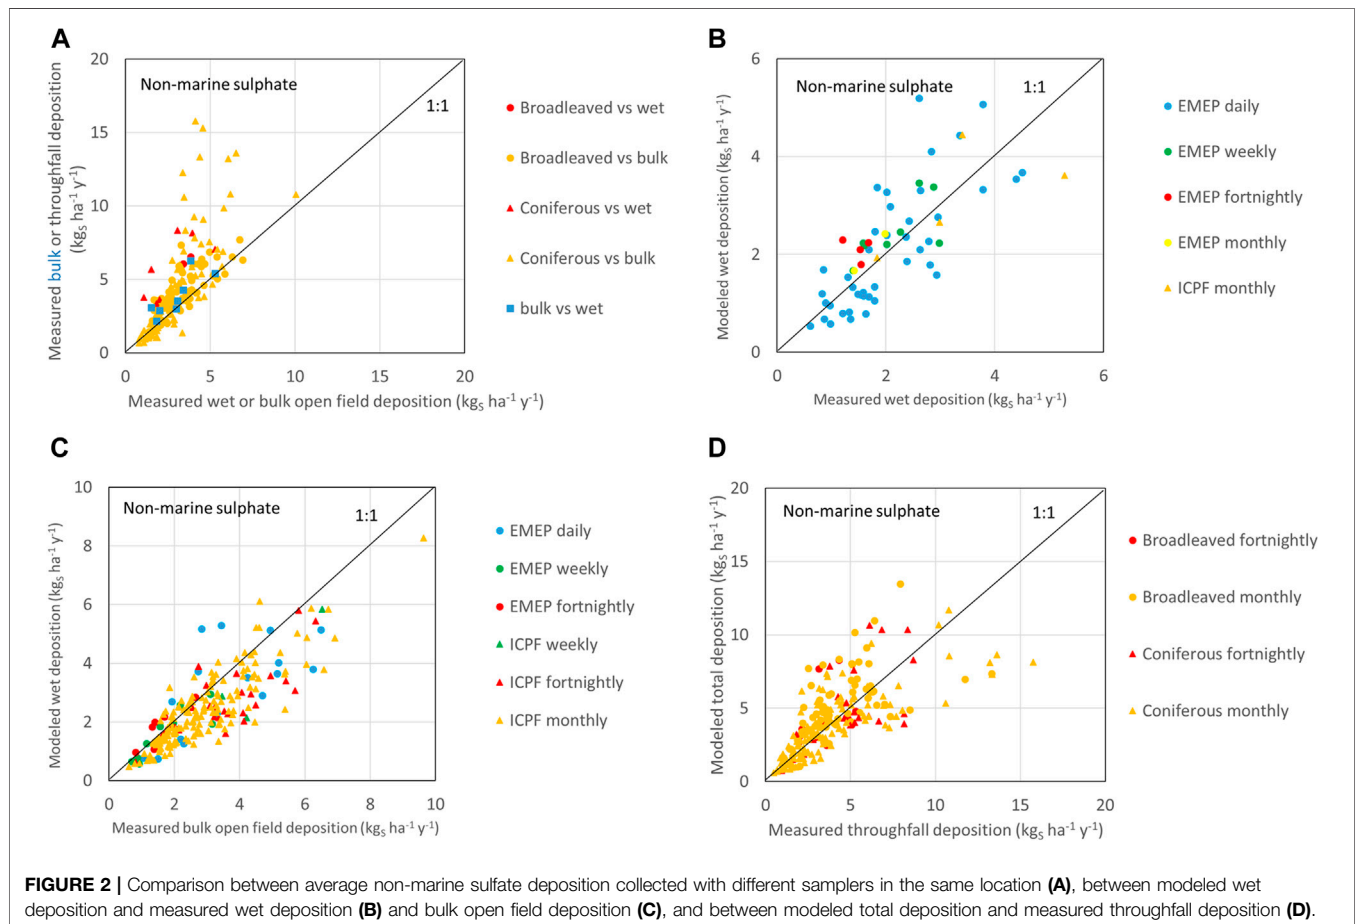 A
Measured bulk or throughfall deposition
(kgS ha-1 y-1)
20
15
10
5
0
Non-marine sulphate
1:1
0 5 10 15 20
Measured wet or bulk open field deposition (kgS ha-1 y-1)
Broadleaved vs wet
Broadleaved vs bulk
Coniferous vs wet
Coniferous vs bulk
bulk vs wet
B
Modeled wet deposition (kgS ha-1 y-1)
6
4
2
0
Non-marine sulphate
1:1
0 2 4 6
Measured wet deposition (kgS ha-1 y-1)
EMEP daily
EMEP weekly
EMEP fortnightly
EMEP monthly
ICPF monthly
C
Modeled wet deposition (kgS ha-1 y-1)
10
8
6
4
2
0
Non-marine sulphate
1:1
0 2 4 6 8 10
Measured bulk open field deposition (kgS ha-1 y-1)
EMEP daily
EMEP weekly
EMEP fortnightly
ICPF weekly
ICPF fortnightly
ICPF monthly
D
Modeled total deposition (kgS ha-1 y-1)
20
15
10
5
0
Non-marine sulphate
1:1
0 5 10 15 20
Measured throughfall deposition (kgS ha-1 y-1)
Broadleaved fortnightly
Broadleaved monthly
Coniferous fortnightly
Coniferous monthly
FIGURE 2 | Comparison between average non-marine sulfate deposition collected with different samplers in the same location (A), between modeled wet
deposition and measured wet deposition (B) and bulk open field deposition (C), and between modeled total deposition and measured throughfall deposition (D).